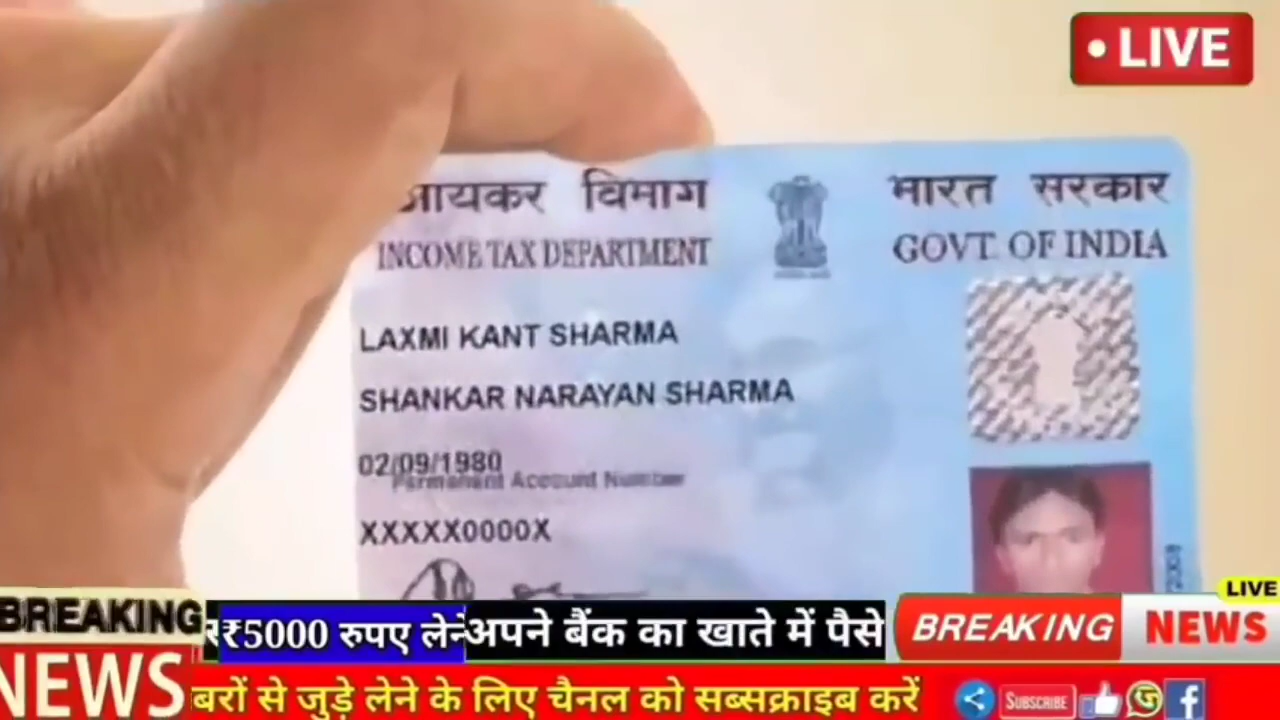 LIVE
आयकर विभाग
भारत सरकार
INCOME TAX DEPARTMENT
GOVT. OF INDIA
LAXMI KANT SHARMA
SHANKAR NARAYAN SHARMA
02/09/1980
Permanent Account Number
XXXXX0000X
LIVE
BREAKING
₹5000 रुपए लेने
अपने बैंक का खाते में पैसे
BREAKING NEWS
NEWS
बरों से जुड़े लेने के लिए चैनल को सब्सक्राइब करें
SUBSCRIBE